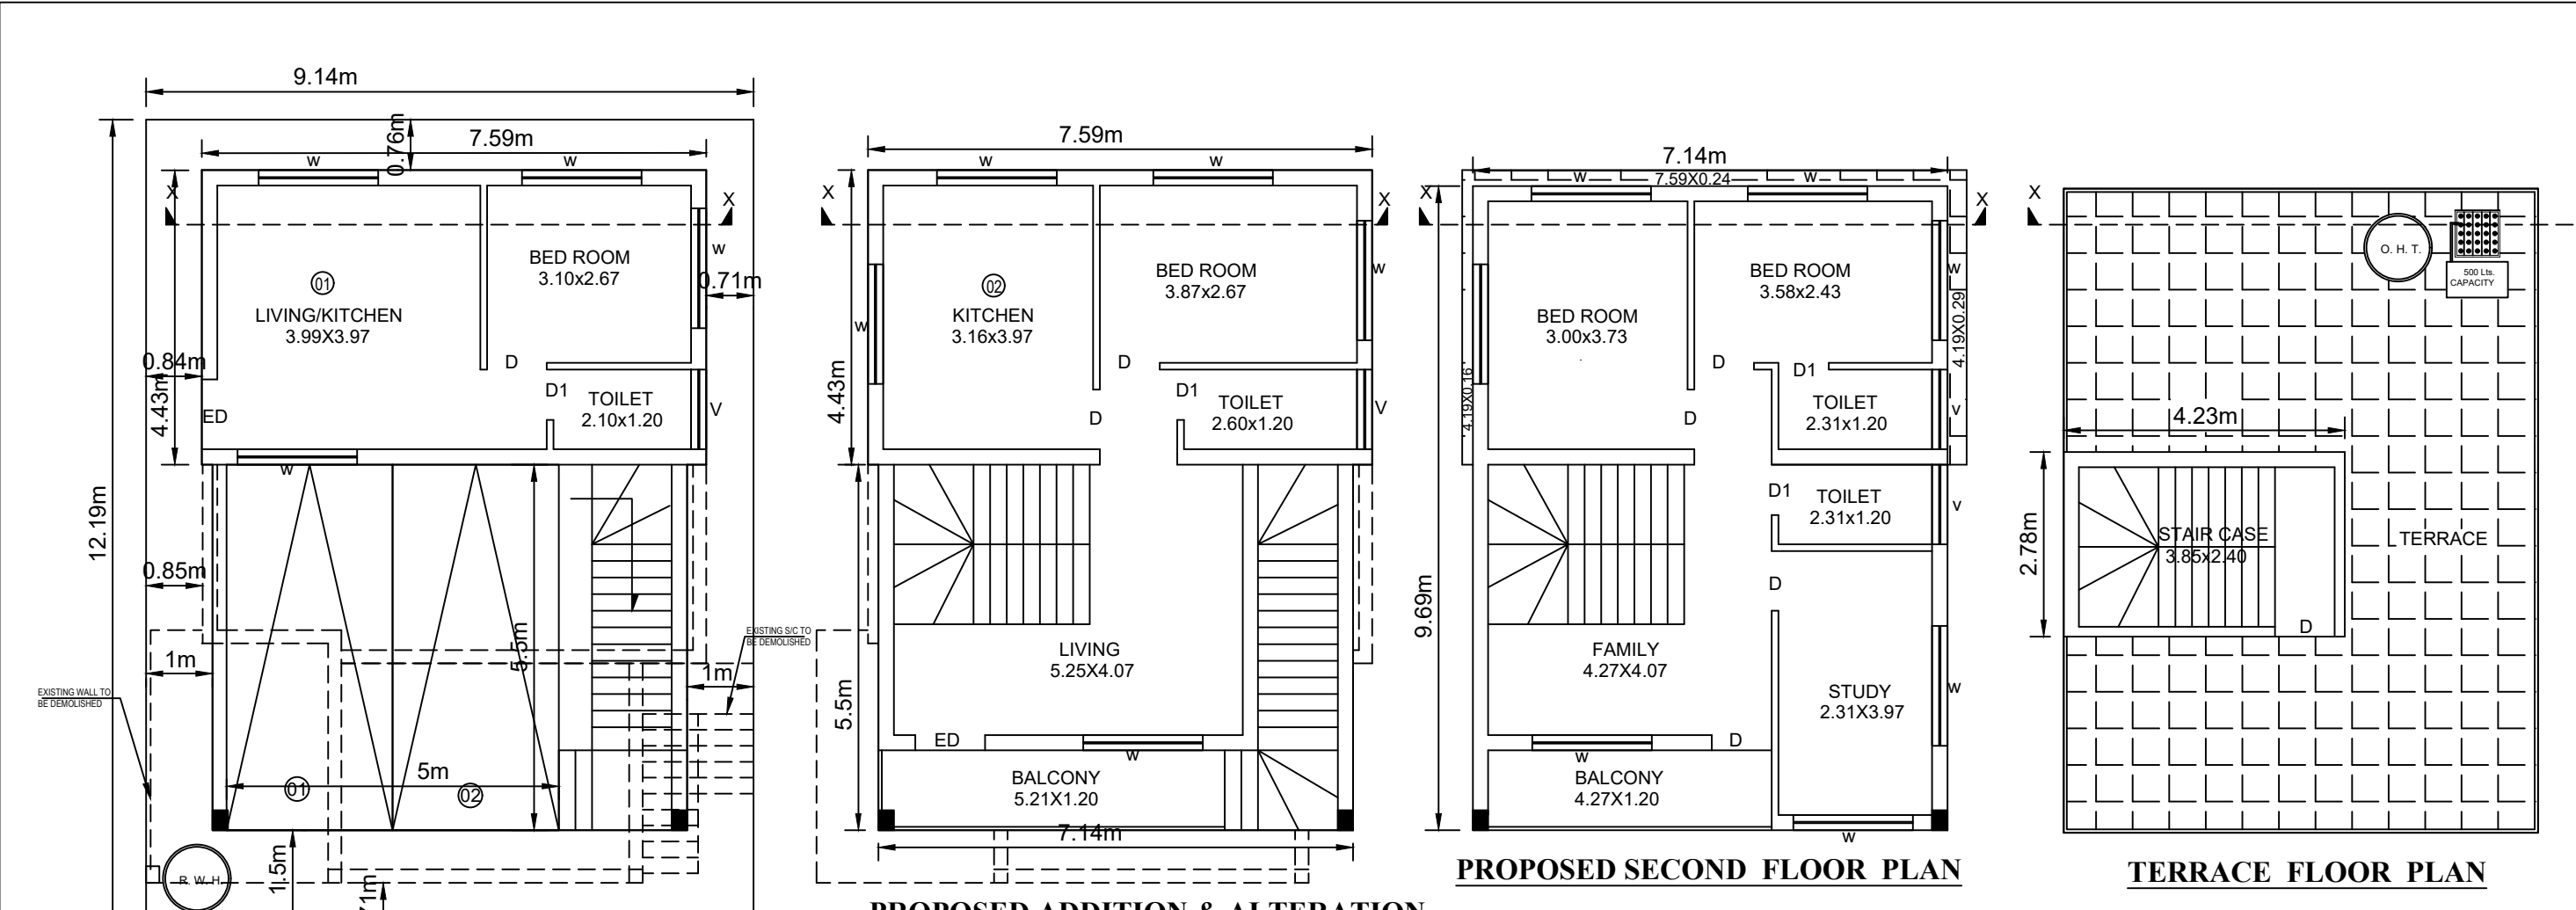 9.14m
0.76m
7.59m
w
w
X
X
BED ROOM
3.10x2.67
w
01
LIVING/KITCHEN
3.99X3.97
0.71m
0.84m
4.43m
D
D1
TOILET
2.10x1.20
V
ED
w
12.19m
0.85m
5.5m
1m
1m
EXISTING S/C TO
BE DEMOLISHED
EXISTING WALL TO
BE DEMOLISHED
5m
01
02
R. W. H.
1.5m
71m
7.59m
w
w
X
X
02
KITCHEN
3.16x3.97
BED ROOM
3.87x2.67
w
w
4.43m
D
D1
D
TOILET
2.60x1.20
V
LIVING
5.25X4.07
5.5m
ED
w
BALCONY
5.21X1.20
7.14m
PROPOSED ADDITION & ALTERATION
7.14m
w
7.59X0.24
w
X
X
BED ROOM
3.00x3.73
BED ROOM
3.58x2.43
w
4.19X0.29
4.19X0.16
D
D1
D
TOILET
2.31x1.20
v
D1
TOILET
2.31x1.20
v
D
9.69m
FAMILY
4.27X4.07
STUDY
2.31X3.97
w
w
D
BALCONY
4.27X1.20
w
PROPOSED SECOND FLOOR PLAN
X
O. H. T.
500 Lts.
CAPACITY
4.23m
2.78m
STAIR CASE
3.85x2.40
TERRACE
D
TERRACE FLOOR PLAN